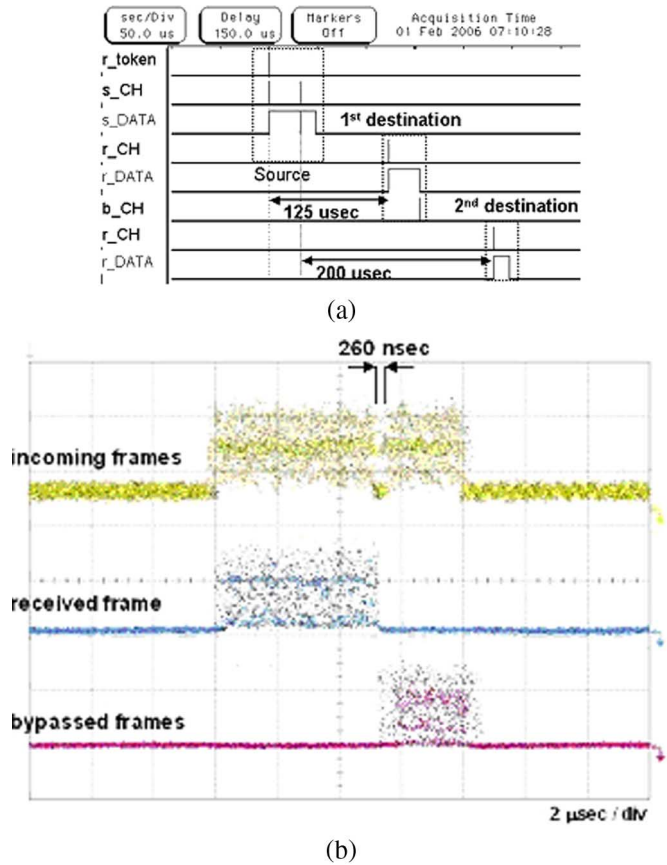 sec/Div
50.0 us
Delay
150.0 us
Markers
Off
Acquisition Time
01 Feb 2006 07:10:28
r_token
s_CH
s_DATA
1st destination
r_CH
Source
r_DATA
125 usec
b_CH
2nd destination
r_CH
r_DATA
200 usec
(a)
260 nsec
incoming frames
received frame
bypassed frames
2 μsec / div
(b)